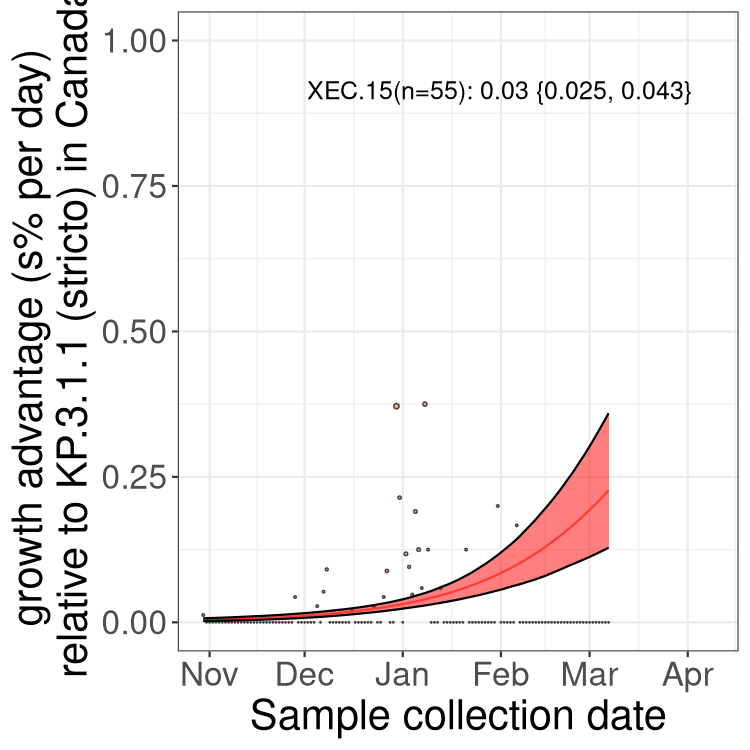 growth advantage (s% per day)
relative to KP.3.1.1 (stricto) in Canada
1.00
0.75
0.50
0.25
0.00
XEC.15(n=55): 0.03 {0.025, 0.043}
Nov Dec Jan Feb Mar Apr
Sample collection date